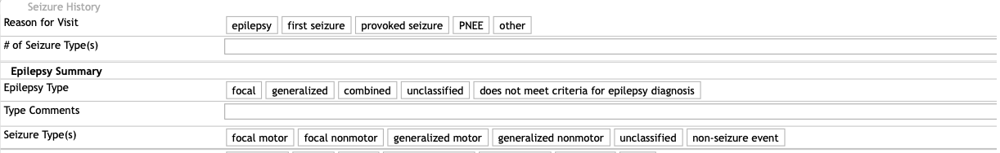 Seizure History
Reason for Visit epilepsy first seizure provoked seizure PNEE other
# of Seizure Type(s)
Epilepsy Summary
Epilepsy Type focal generalized combined unclassified does not meet criteria for epilepsy diagnosis
Type Comments
Seizure Type(s) focal motor focal nonmotor generalized motor generalized nonmotor unclassified non-seizure event